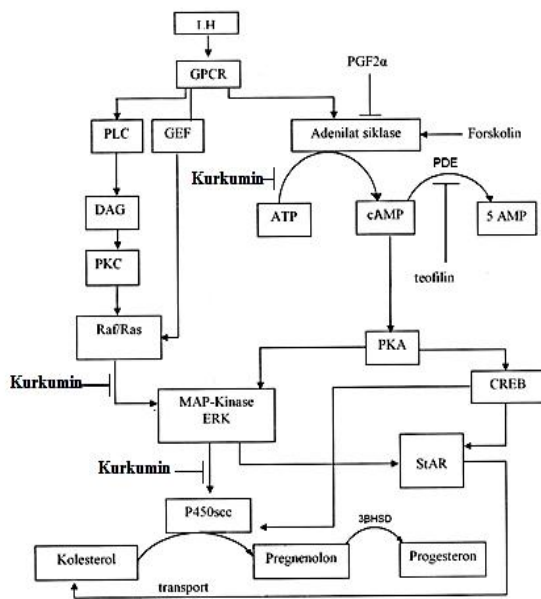 LH
GPCR
PGF2α
PLC
GEF
Adenilat siklase
Forskolin
Kurkumin
PDE
DAG
ATP
cAMP
5 AMP
PKC
teofilin
Raf/Ras
PKA
Kurkumin
CREB
MAP-Kinase
ERK
Kurkumin
StAR
P450scc
3BHSD
Kolesterol
Pregnenolon
Progesteron
transport